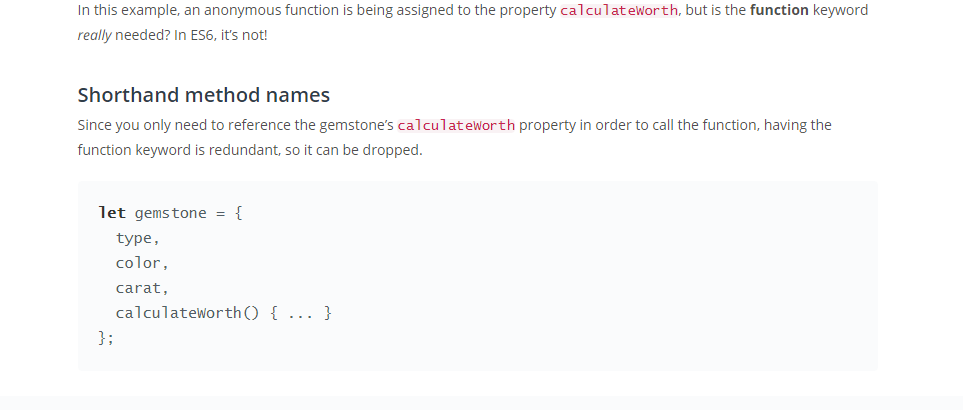 In this example, an anonymous function is being assigned to the property calculateWorth, but is the function keyword
really needed? In ES6, it’s not!
Shorthand method names
Since you only need to reference the gemstone’s calculateWorth property in order to call the function, having the
function keyword is redundant, so it can be dropped.
let gemstone = {
  type,
  color,
  carat,
  calculateWorth() { ... }
};